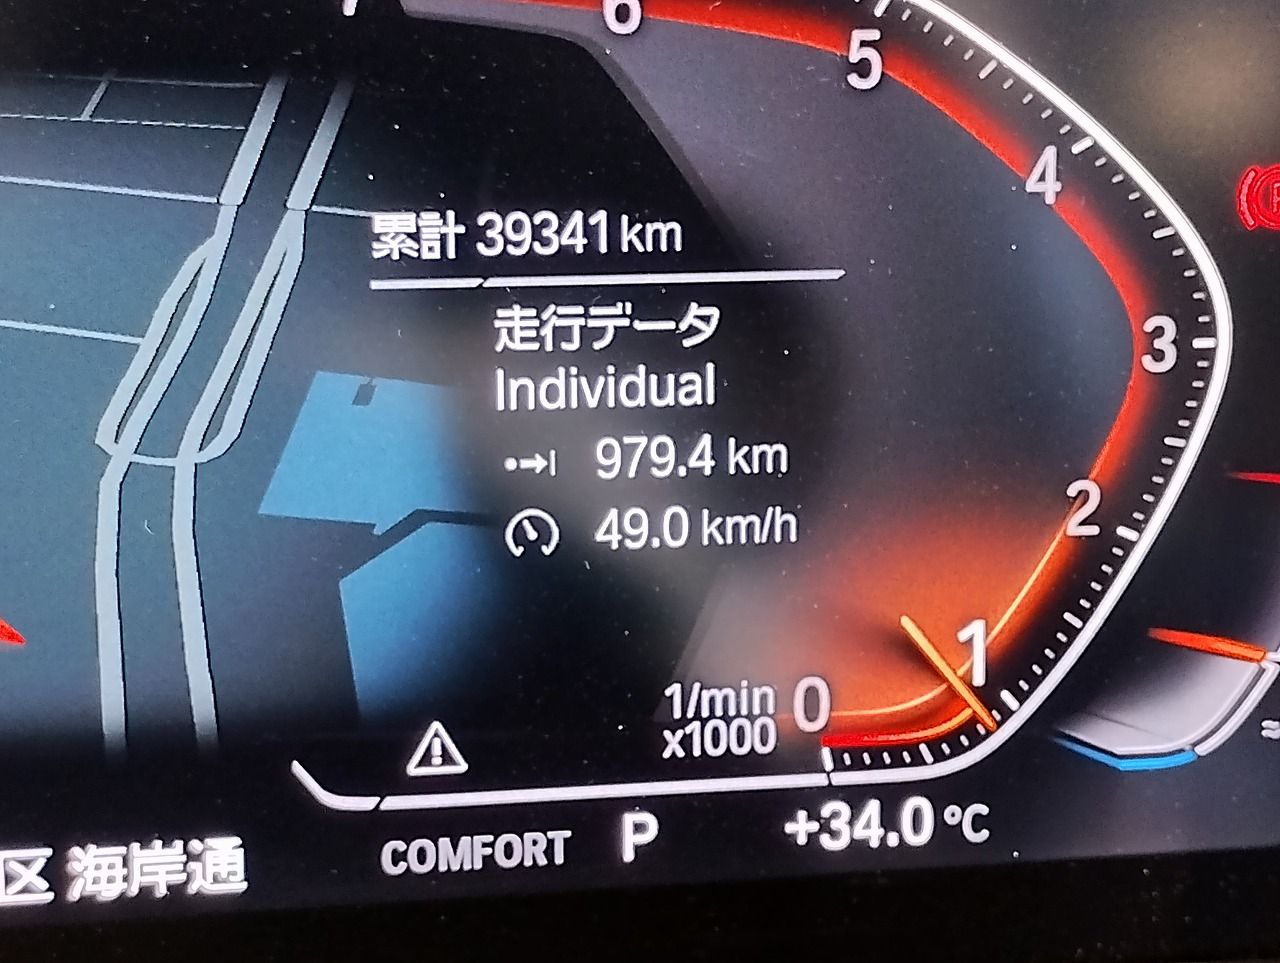 7
6
5
4
3
2
1
0
累計 39341 km
走行データ
Individual
979.4 km
49.0 km/h
1/min
x1000
COMFORT P +34.0 °C
区 海岸通